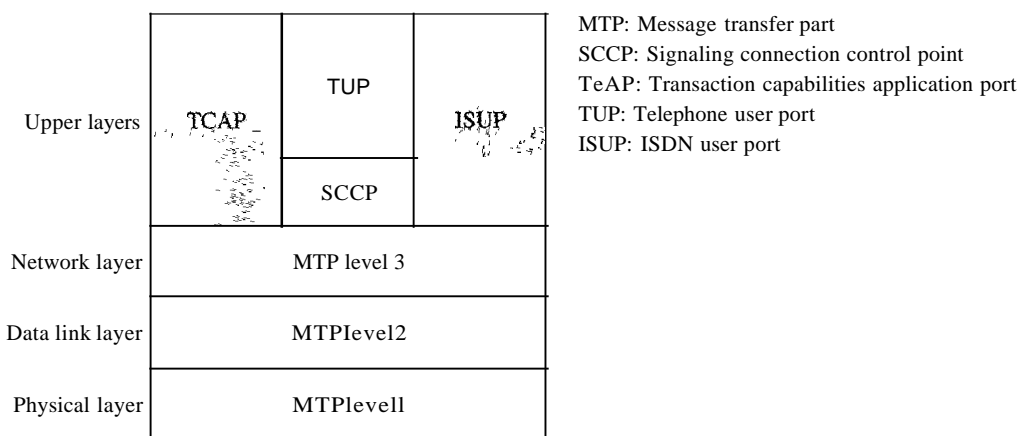 MTP: Message transfer part
SCCP: Signaling connection control point
TeAP: Transaction capabilities application port
TUP: Telephone user port
ISUP: ISDN user port
Upper layers
TCAP
TUP
ISUP
SCCP
Network layer
MTP level 3
Data link layer
MTPIevel2
Physical layer
MTPlevell